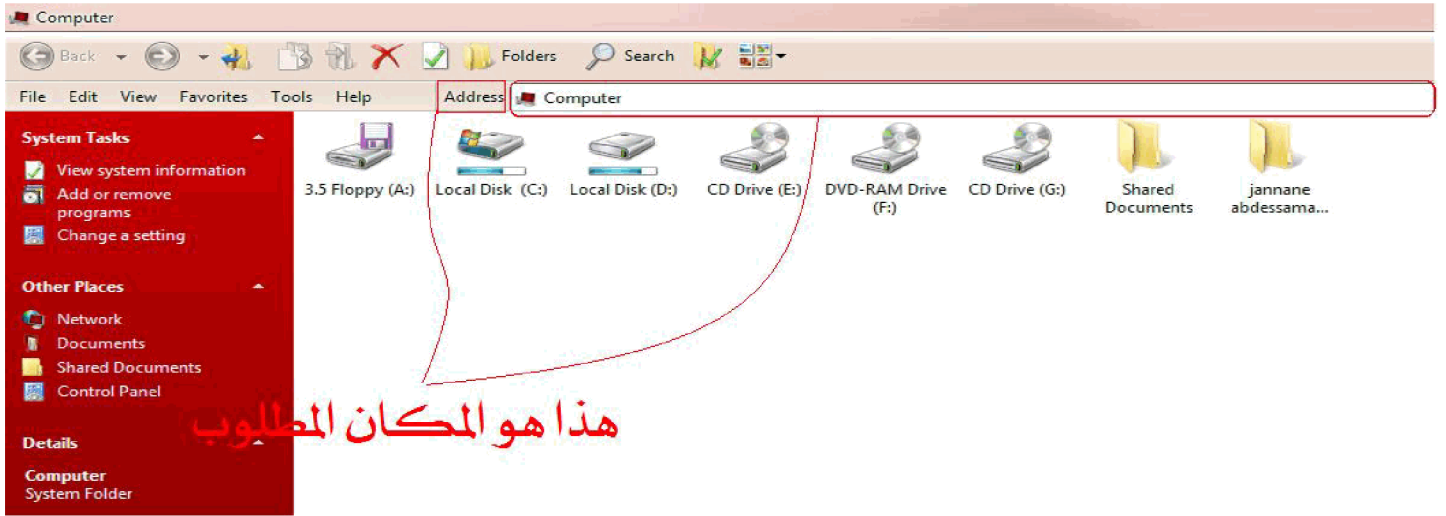 Computer
Back
Folders
Search
File Edit View Favorites Tools Help
Address Computer
System Tasks
View system information
Add or remove
programs
Change a setting
Other Places
Network
Documents
Shared Documents
Control Panel
Details
Computer
System Folder
3.5 Floppy (A:)
Local Disk (C:)
Local Disk (D:)
CD Drive (E:)
DVD-RAM Drive
(F:)
CD Drive (G:)
Shared
Documents
jannane
abdessama...
هذا هو المكان المطلوب